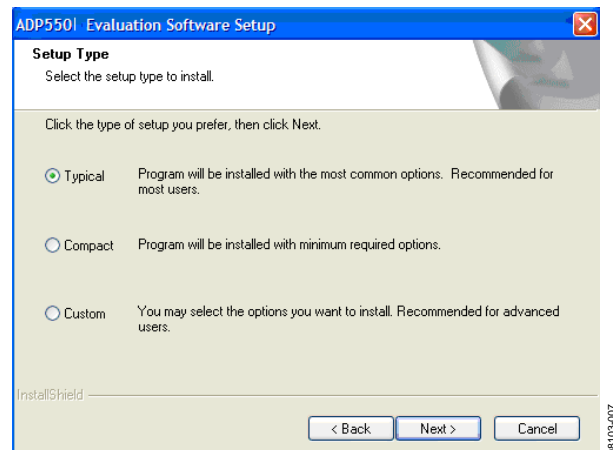 ADP5501 Evaluation Software Setup
Setup Type
Select the setup type to install.
Click the type of setup you prefer, then click Next.
Typical
Program will be installed with the most common options. Recommended for
most users.
Compact
Program will be installed with minimum required options.
Custom
You may select the options you want to install. Recommended for advanced
users.
InstallShield
< Back
Next >
Cancel